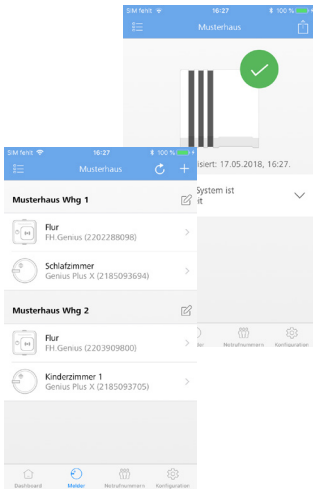 SIM fehlt 16:27 100 %
Musterhaus
isiert: 17.05.2018, 16:27.
System ist
it
Notrufnummern Konfiguration
SIM fehlt 16:27 100 %
Musterhaus
Musterhaus Whg 1
Flur
FH.Genius (2202288098)
Schlafzimmer
Genius Plus X (2185093694)
Musterhaus Whg 2
Flur
FH.Genius (2203909800)
Kinderzimmer 1
Genius Plus X (2185093705)
Dashboard Melder Notrufnummern Konfiguration